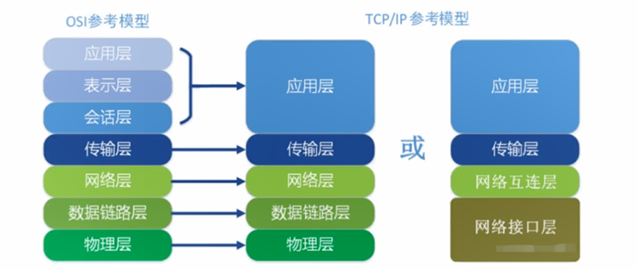 OSI参考模型
TCP/IP 参考模型
应用层
表示层
会话层
传输层
网络层
数据链路层
物理层
应用层
传输层
网络层
数据链路层
物理层
或
应用层
传输层
网络互连层
网络接口层